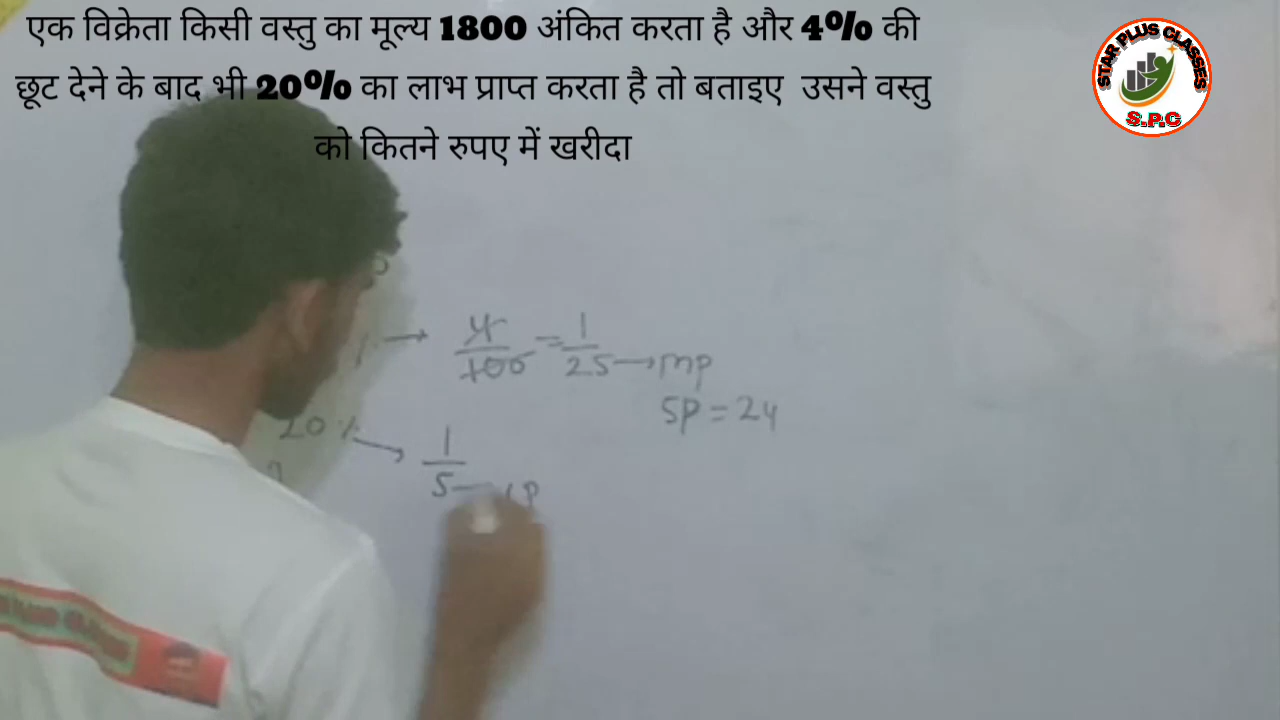 एक विक्रेता किसी वस्तु का मूल्य 1800 अंकित करता है और 4% की
छूट देने के बाद भी 20% का लाभ प्राप्त करता है तो बताइए उसने वस्तु
को कितने रुपए में खरीदा
STAR PLUS CLASSES
S.P.C
% → 4/100 = 1/25 → mp
SP = 24
20% → 1/5 → CP